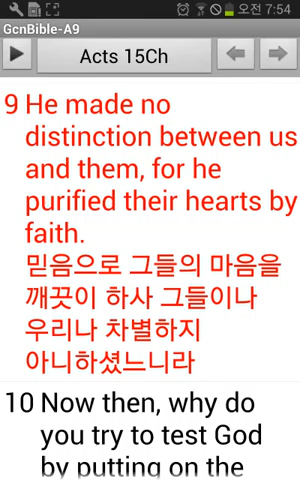 오전 7:54
GcnBible-A9
Acts 15Ch
9 He made no
distinction between us
and them, for he
purified their hearts by
faith.
믿음으로 그들의 마음을
깨끗이 하사 그들이나
우리나 차별하지
아니하셨느니라
10 Now then, why do
you try to test God
by putting on the